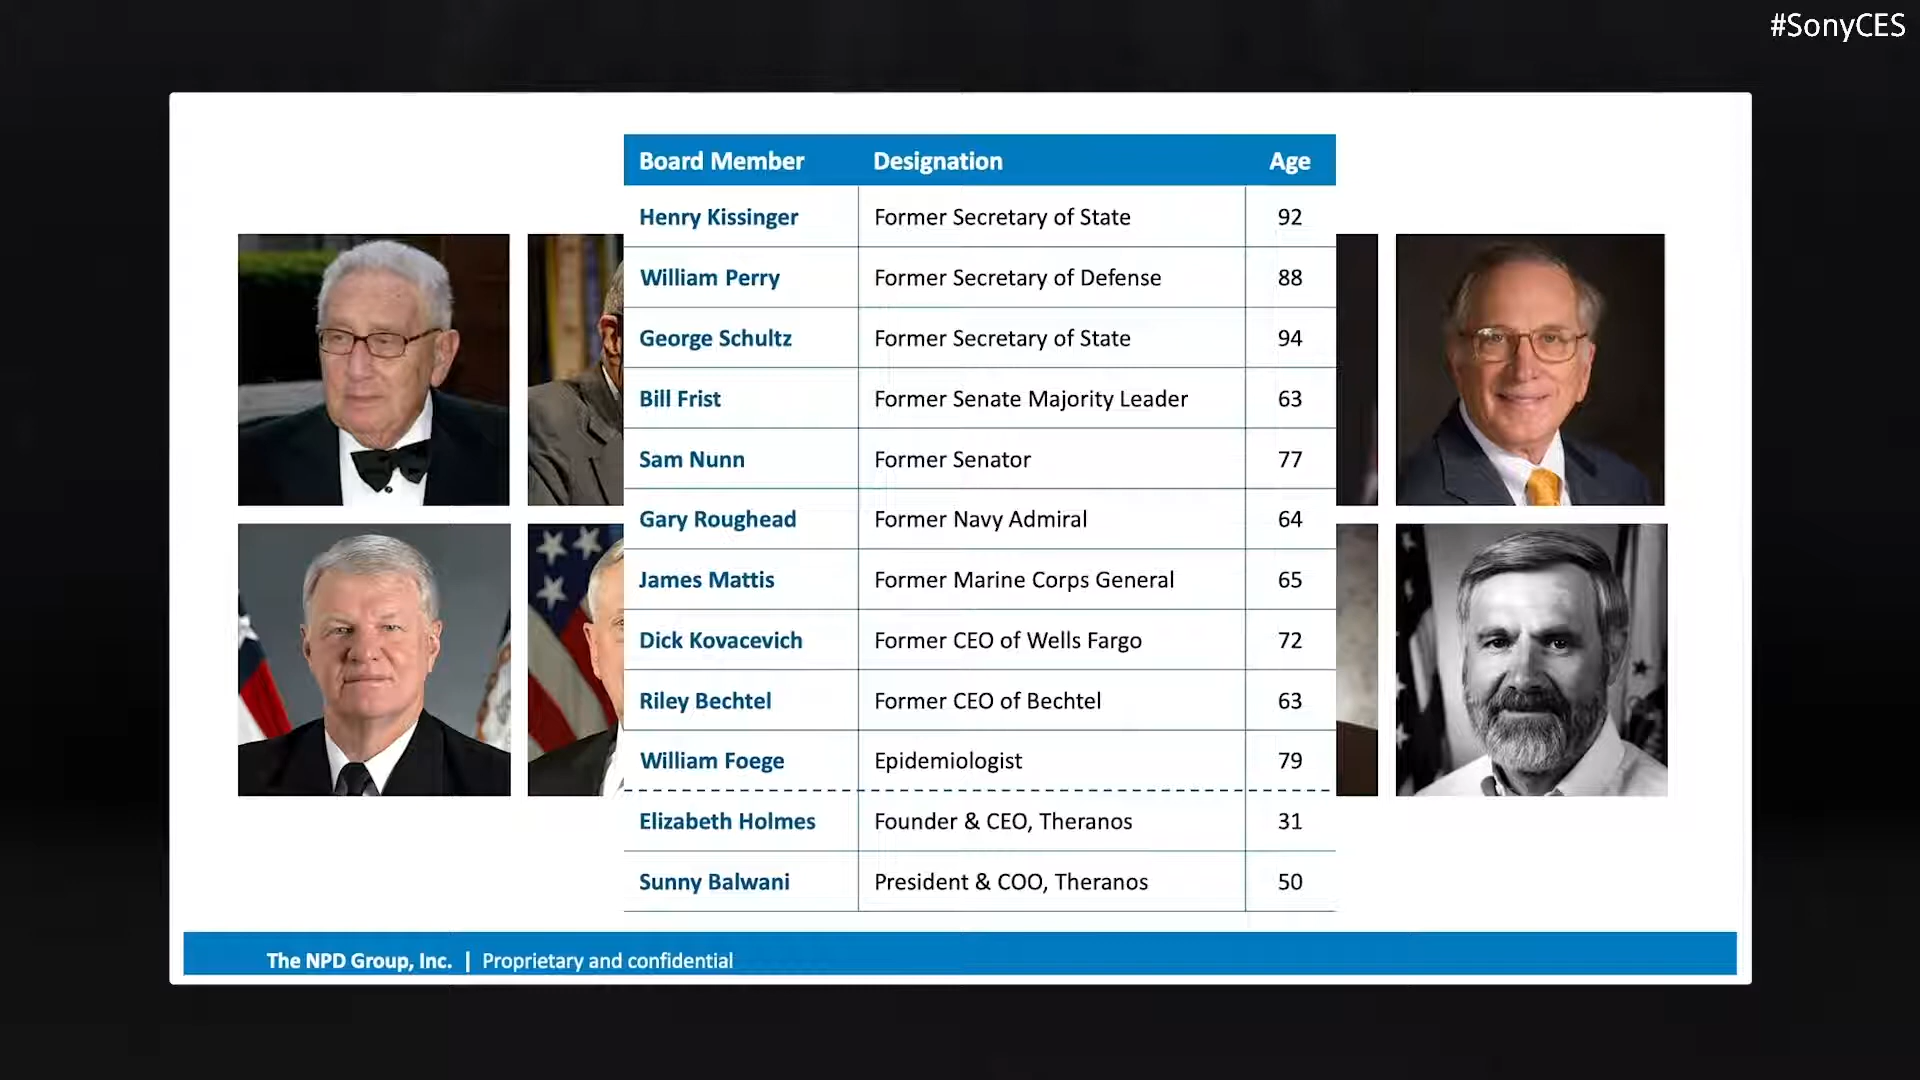 #SonyCES
Board Member Designation Age
Henry Kissinger Former Secretary of State 92
William Perry Former Secretary of Defense 88
George Schultz Former Secretary of State 94
Bill Frist Former Senate Majority Leader 63
Sam Nunn Former Senator 77
Gary Roughead Former Navy Admiral 64
James Mattis Former Marine Corps General 65
Dick Kovacevich Former CEO of Wells Fargo 72
Riley Bechtel Former CEO of Bechtel 63
William Foege Epidemiologist 79
Elizabeth Holmes Founder & CEO, Theranos 31
Sunny Balwani President & COO, Theranos 50
The NPD Group, Inc. | Proprietary and confidential